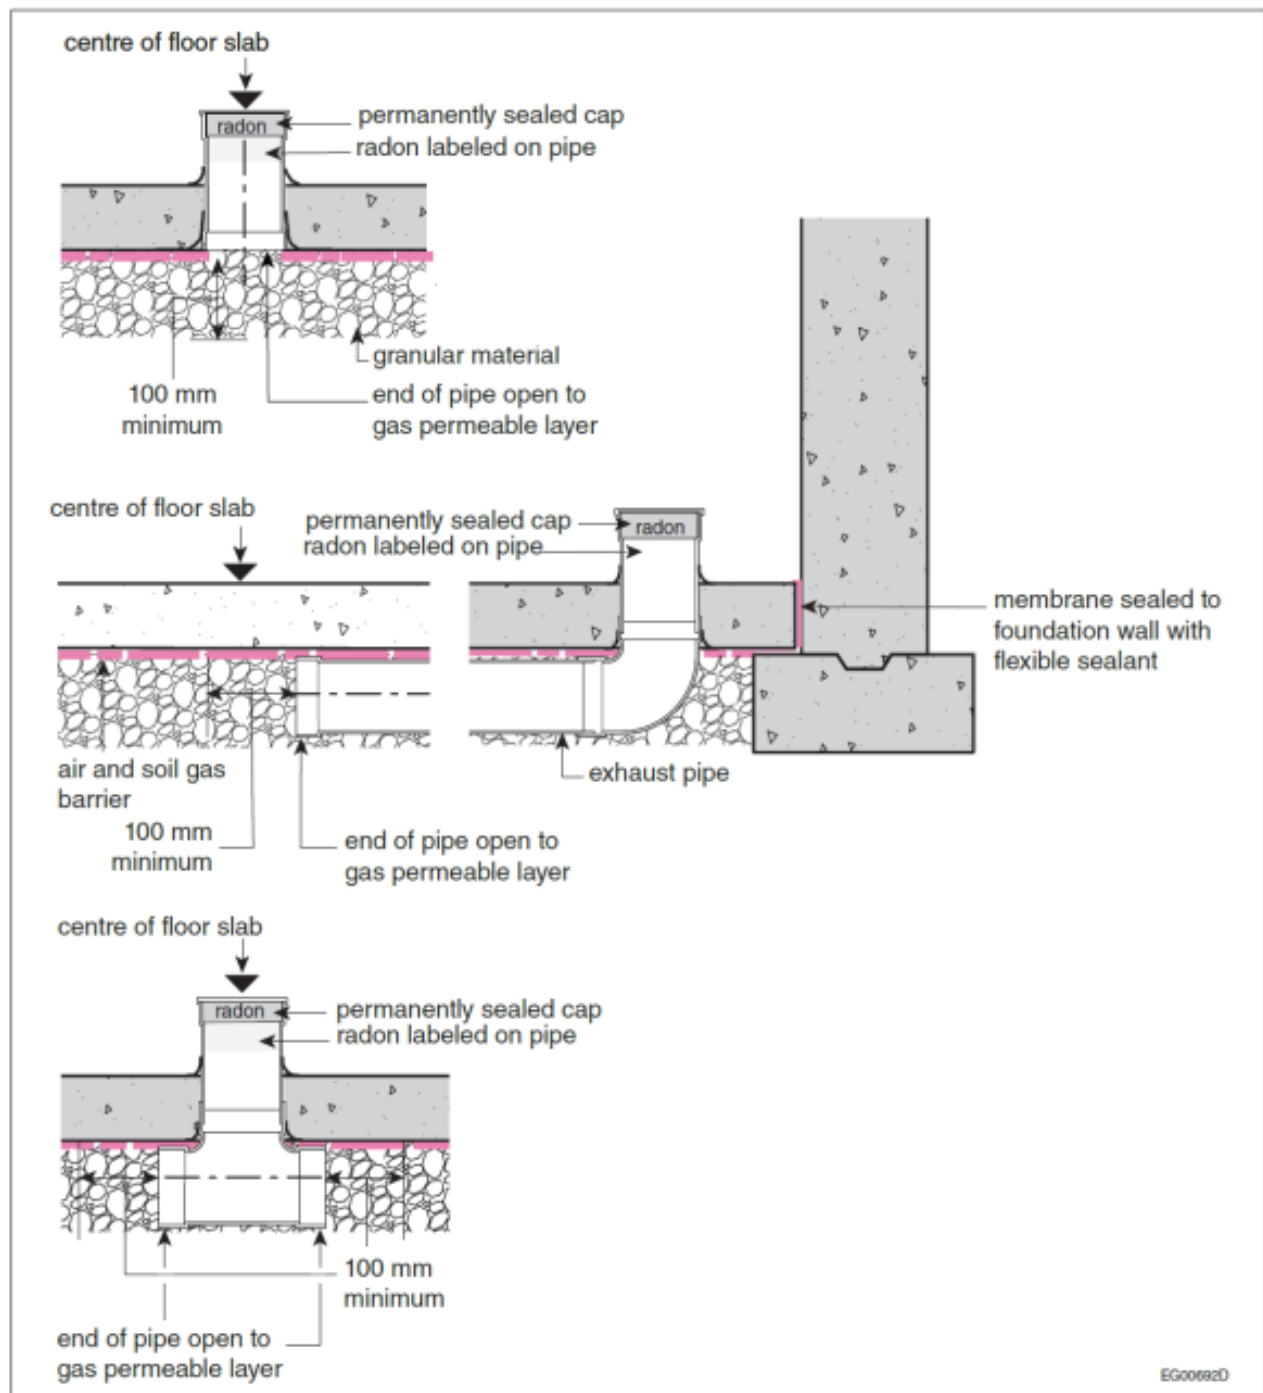 centre of floor slab
radon
permanently sealed cap
radon labeled on pipe
granular material
100 mm
minimum
end of pipe open to
gas permeable layer
centre of floor slab
permanently sealed cap
radon labeled on pipe
radon
membrane sealed to
foundation wall with
flexible sealant
air and soil gas
barrier
exhaust pipe
100 mm
minimum
end of pipe open to
gas permeable layer
centre of floor slab
radon
permanently sealed cap
radon labeled on pipe
100 mm
minimum
end of pipe open to
gas permeable layer
EG00692D